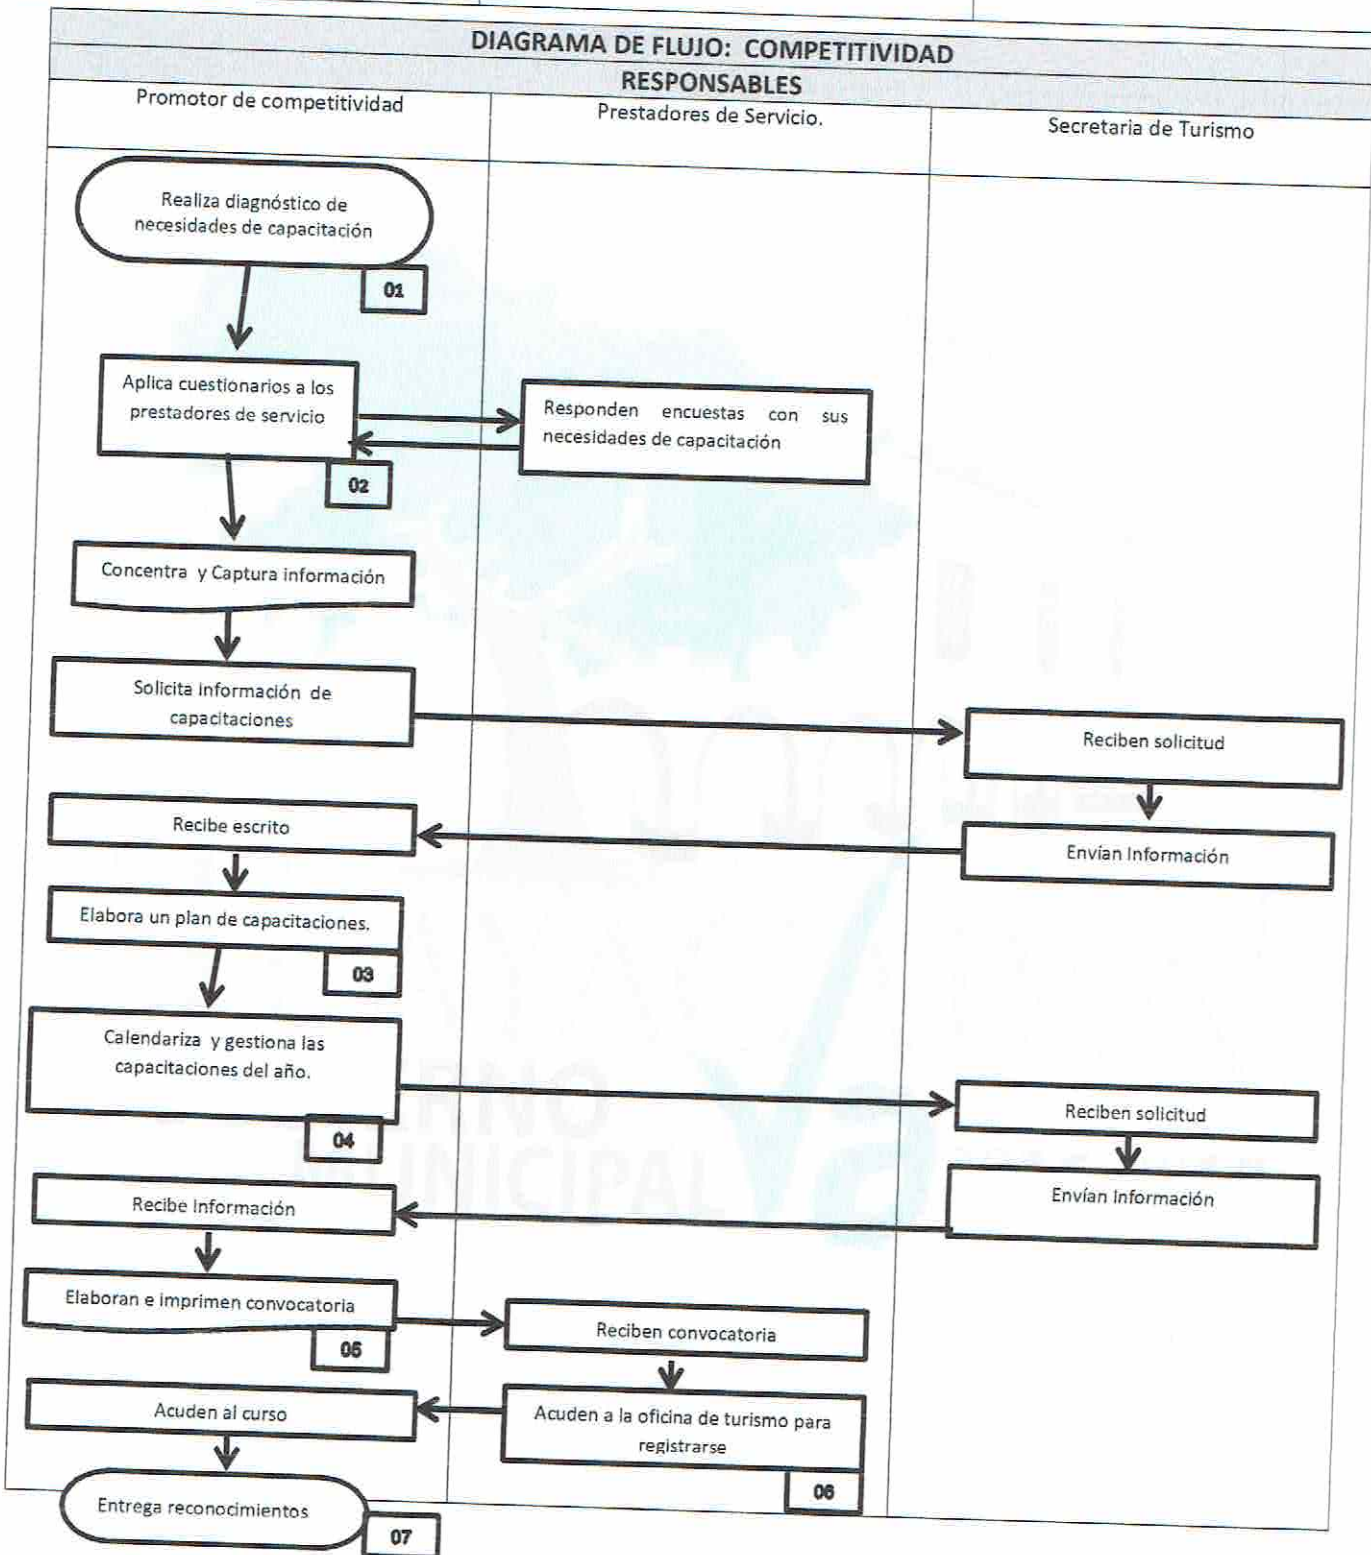 DIAGRAMA DE FLUJO: COMPETITIVIDAD
RESPONSABLES
Promotor de competitividad
Prestadores de Servicio.
Secretaria de Turismo
Realiza diagnóstico de
necesidades de capacitación
01
Aplica cuestionarios a los
prestadores de servicio
02
Responden encuestas con sus
necesidades de capacitación
Concentra y Captura información
Solicita información de
capacitaciones
Reciben solicitud
Envían Información
Recibe escrito
Elabora un plan de capacitaciones.
03
Calendariza y gestiona las
capacitaciones del año.
04
Reciben solicitud
Envían Información
Recibe Información
Elaboran e imprimen convocatoria
05
Reciben convocatoria
Acuden a la oficina de turismo para
registrarse
06
Acuden al curso
Entrega reconocimientos
07
MUNICIPAL